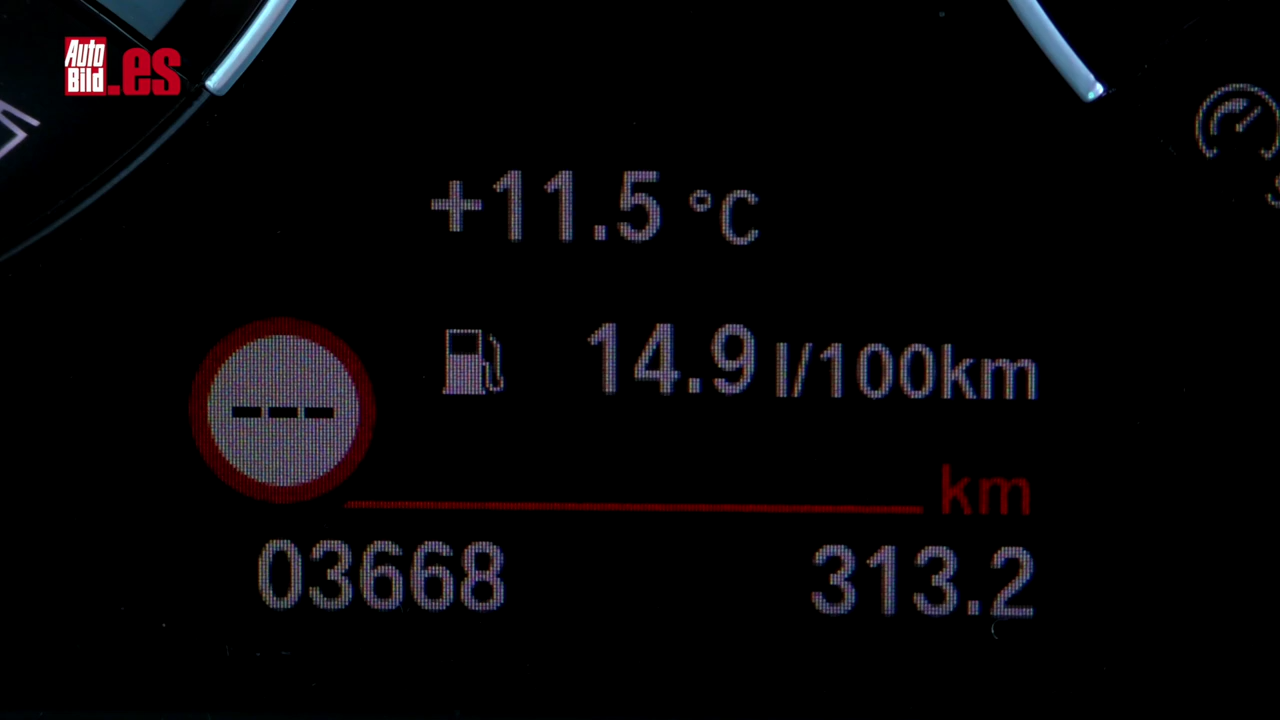 Auto
Bild.es
+11.5 °C
14.9 l/100km
---
km
03668 313.2